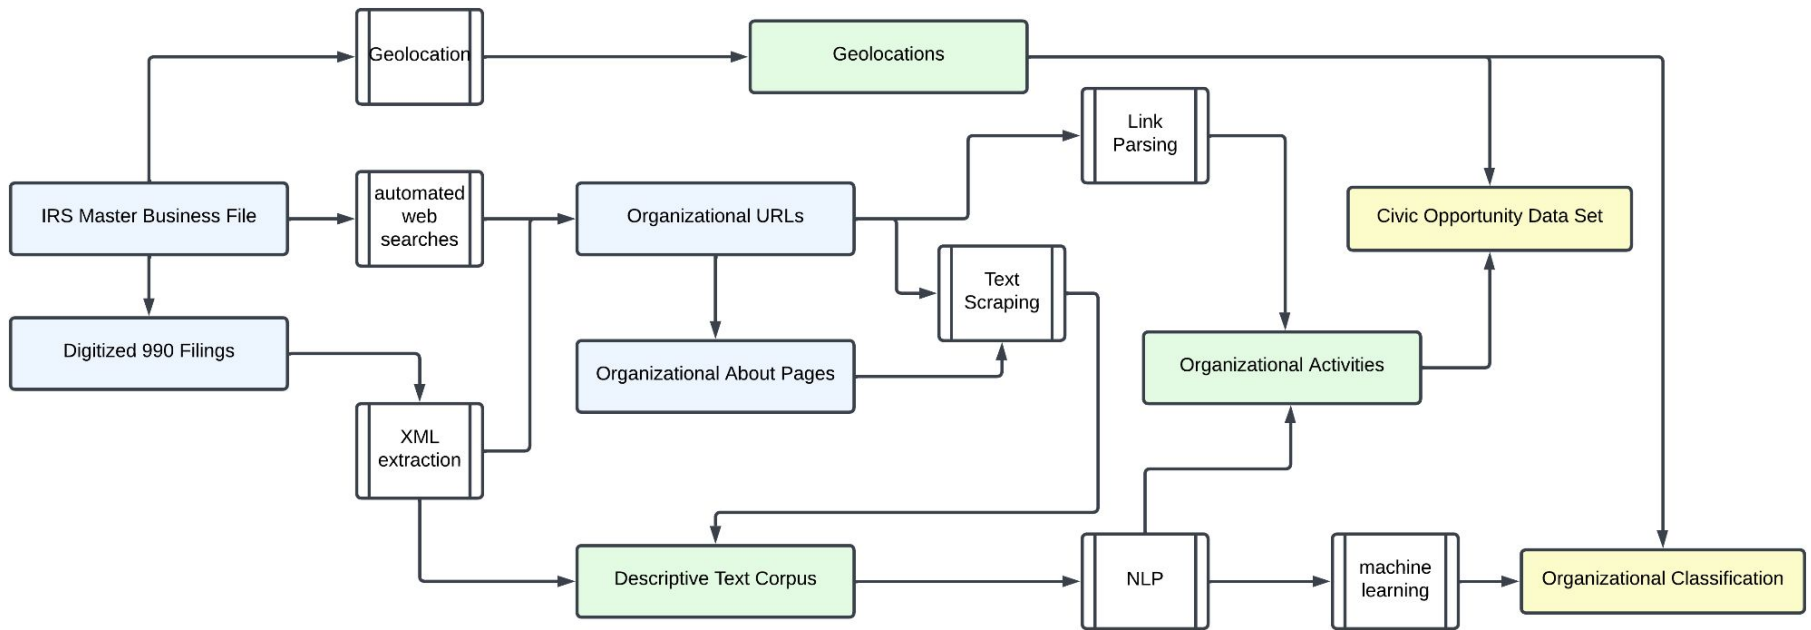 Geolocation
Geolocations
Link
Parsing
automated
web
searches
IRS Master Business File
Organizational URLs
Civic Opportunity Data Set
Text
Scraping
Digitized 990 Filings
Organizational About Pages
Organizational Activities
XML
extraction
Descriptive Text Corpus
NLP
machine
learning
Organizational Classification